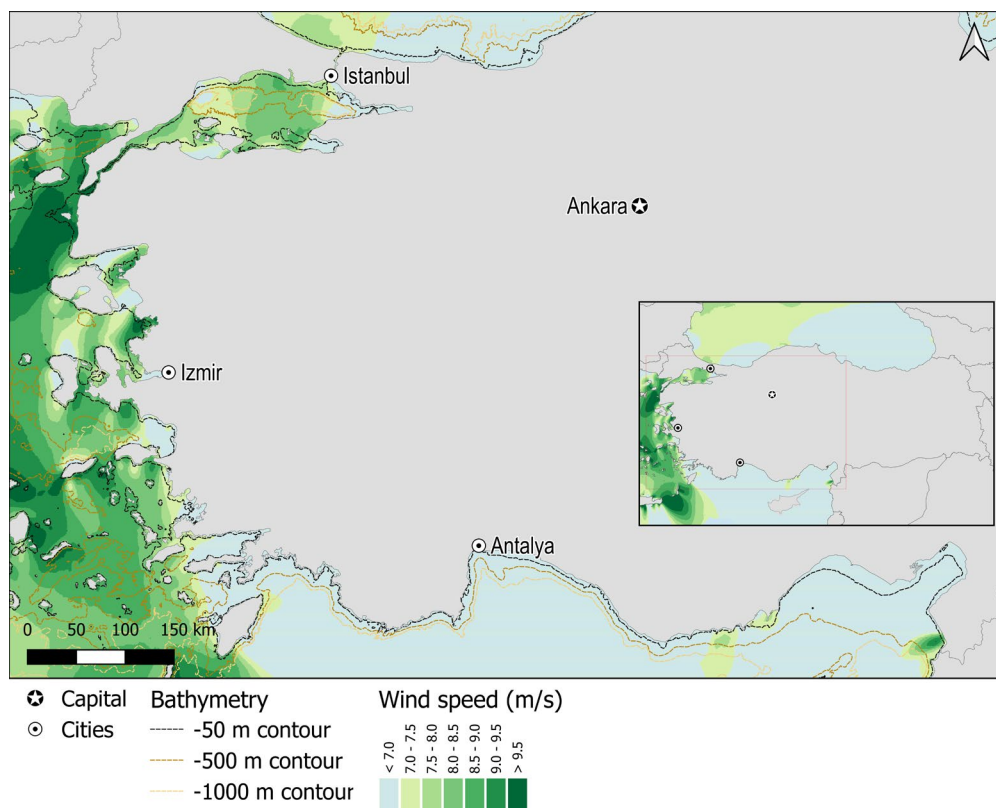 Istanbul
Ankara
Izmir
Antalya
0 50 100 150 km
Capital
Cities
Bathymetry
-50 m contour
-500 m contour
-1000 m contour
Wind speed (m/s)
< 7.0
7.0 - 7.5
7.5 - 8.0
8.0 - 8.5
8.5 - 9.0
9.0 - 9.5
> 9.5